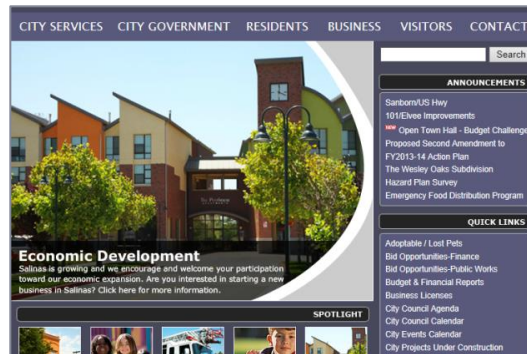 CITY SERVICES CITY GOVERNMENT RESIDENTS BUSINESS VISITORS CONTACT
Search
ANNOUNCEMENTS
Sanborn/US Hwy
101/Elvee Improvements
NEW Open Town Hall - Budget Challenge
Proposed Second Amendment to
FY2013-14 Action Plan
The Wesley Oaks Subdivision
Hazard Plan Survey
Emergency Food Distribution Program
QUICK LINKS
Adoptable / Lost Pets
Bid Opportunities-Finance
Bid Opportunities-Public Works
Budget & Financial Reports
Business Licenses
City Council Agenda
City Council Calendar
City Events Calendar
City Projects Under Construction
Economic Development
Salinas is growing and we encourage and welcome your participation
toward our economic expansion. Are you interested in starting a new
business in Salinas? Click here for more information.
SPOTLIGHT